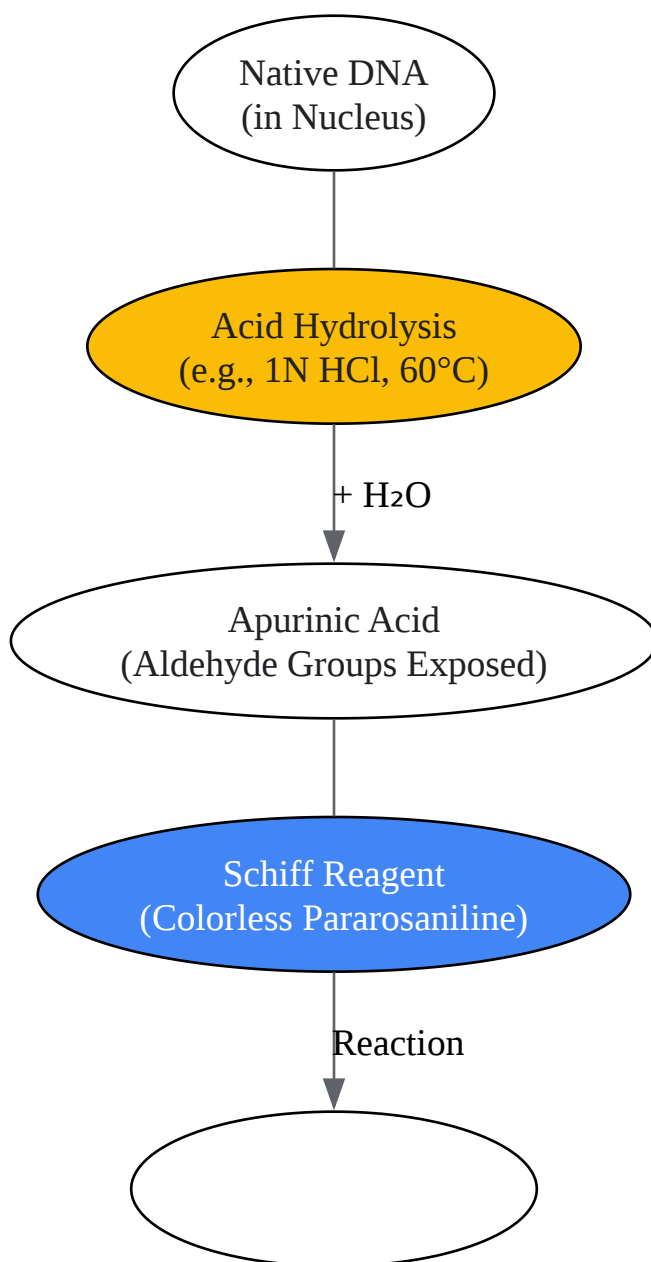 Native DNA
(in Nucleus)
Acid Hydrolysis
(e.g., 1N HCl, 60°C)
+ H₂O
Apurinic Acid
(Aldehyde Groups Exposed)
Schiff Reagent
(Colorless Pararosaniline)
Reaction